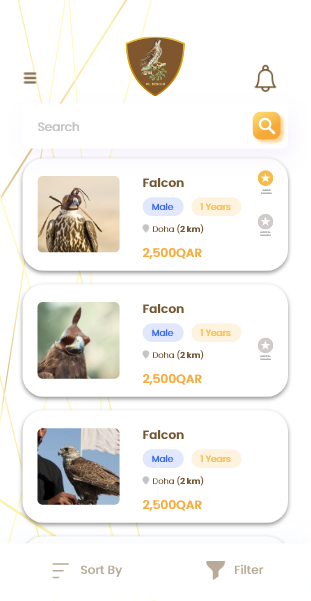 Search
Falcon
Male
1 Years
Doha (2 km)
2,500QAR
Falcon
Male
1 Years
Doha (2 km)
2,500QAR
Falcon
Male
1 Years
Doha (2 km)
2,500QAR
Sort By
Filter